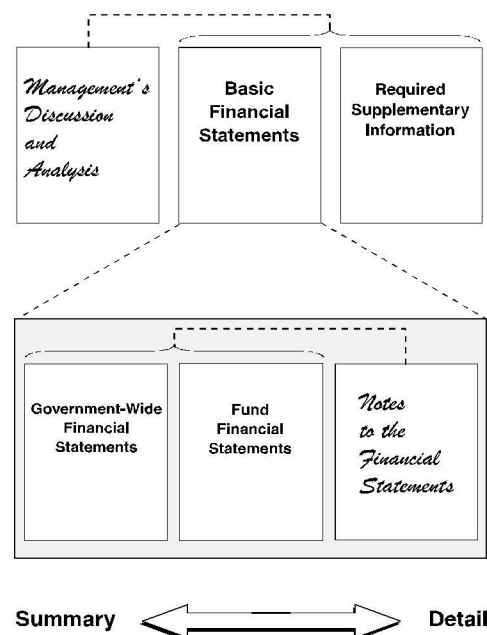 Management's
Discussion
and
Analysis
Basic
Financial
Statements
Required
Supplementary
Information
Government-Wide
Financial
Statements
Fund
Financial
Statements
Notes
to the
Financial
Statements
Summary
Detail